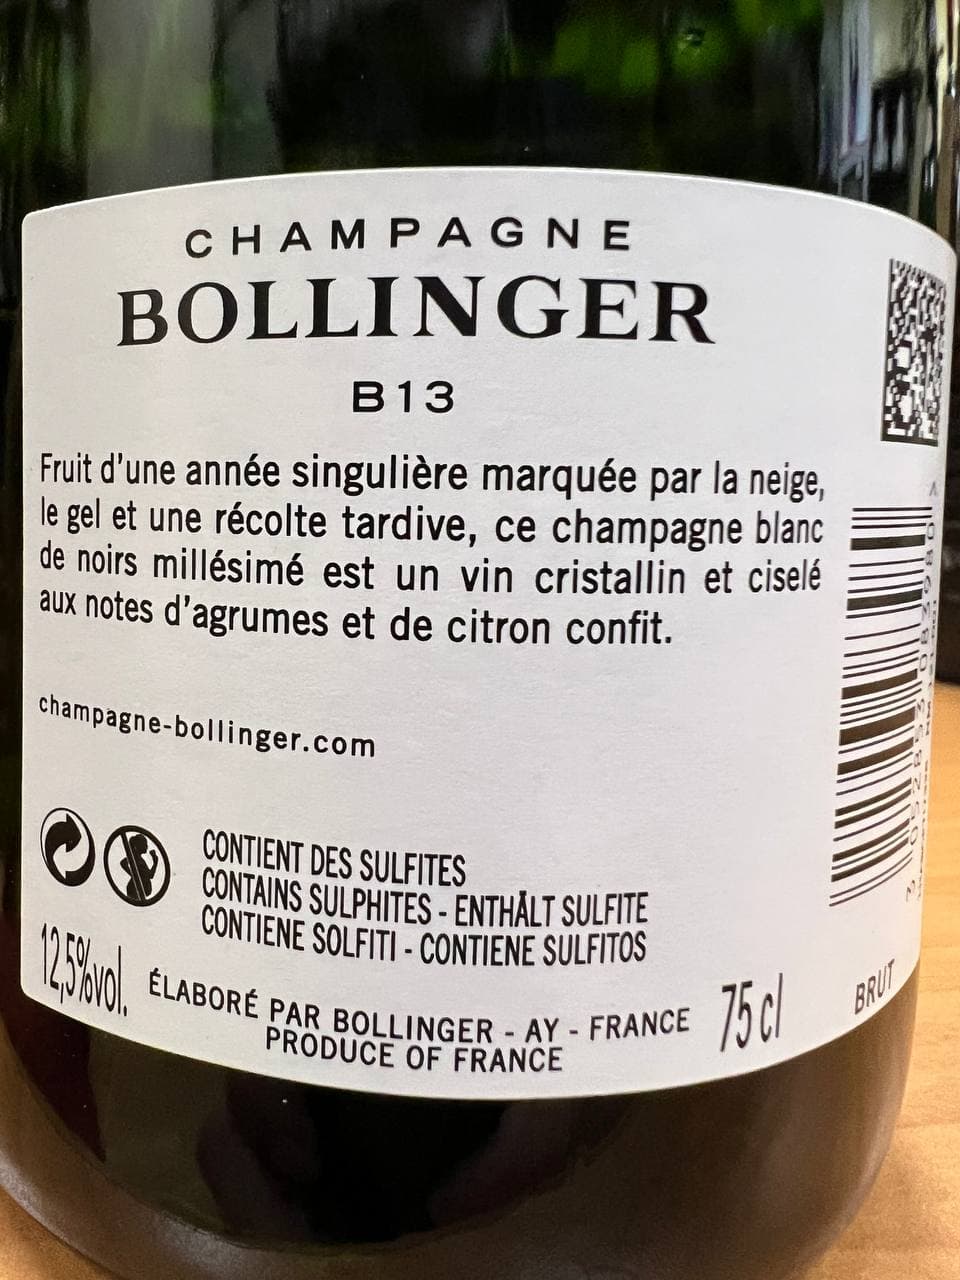 CHAMPAGNE
BOLLINGER
B13
Fruit d'une année singulière marquée par la neige,
le gel et une récolte tardive, ce champagne blanc
de noirs millésimé est un vin cristallin et ciselé
aux notes d'agrumes et de citron confit.
champagne-bollinger.com
CONTIENT DES SULFITES
CONTAINS SULPHITES - ENTHÄLT SULFITE
CONTIENE SOLFITI - CONTIENE SULFITOS
12,5%vol.
ÉLABORÉ PAR BOLLINGER - AY - FRANCE
PRODUCE OF FRANCE
75 cl
BRUT